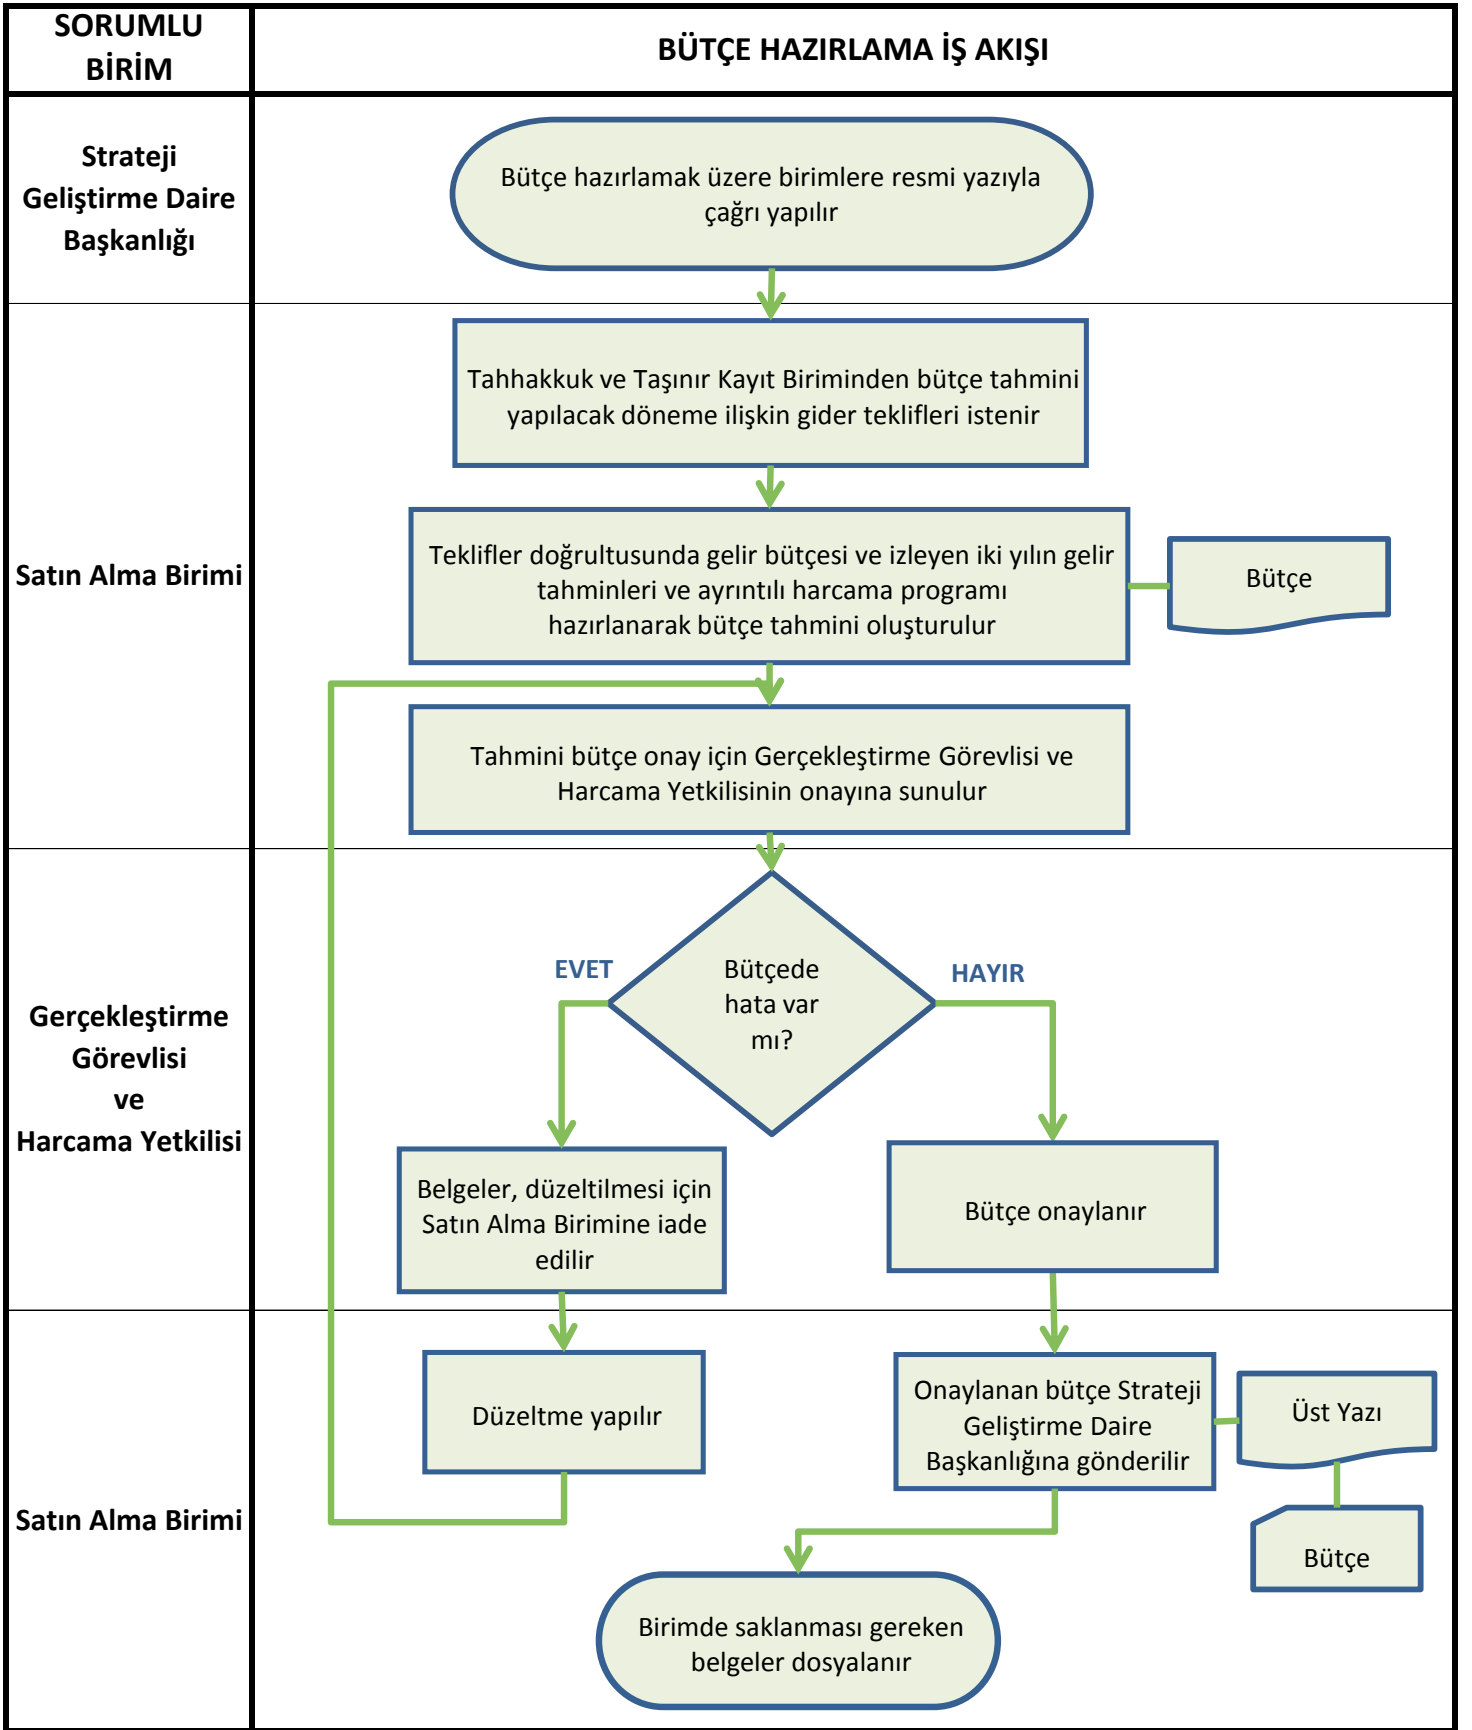 SORUMLU
BİRİM
BÜTÇE HAZIRLAMA İŞ AKIŞI
Strateji
Geliştirme Daire
Başkanlığı
Bütçe hazırlamak üzere birimlere resmi yazıyla
çağrı yapılır
Satın Alma Birimi
Tahhakkuk ve Taşınır Kayıt Biriminden bütçe tahmini
yapılacak döneme ilişkin gider teklifleri istenir
Teklifler doğrultusunda gelir bütçesi ve izleyen iki yılın gelir
tahminleri ve ayrıntılı harcama programı
hazırlanarak bütçe tahmini oluşturulur
Bütçe
Tahmini bütçe onay için Gerçekleştirme Görevlisi ve
Harcama Yetkilisinin onayına sunulur
Gerçekleştirme
Görevlisi
ve
Harcama Yetkilisi
EVET
Bütçede
hata var
mı?
HAYIR
Belgeler, düzeltilmesi için
Satın Alma Birimine iade
edilir
Bütçe onaylanır
Satın Alma Birimi
Düzeltme yapılır
Onaylanan bütçe Strateji
Geliştirme Daire
Başkanlığına gönderilir
Üst Yazı
Bütçe
Birimde saklanması gereken
belgeler dosyalanır